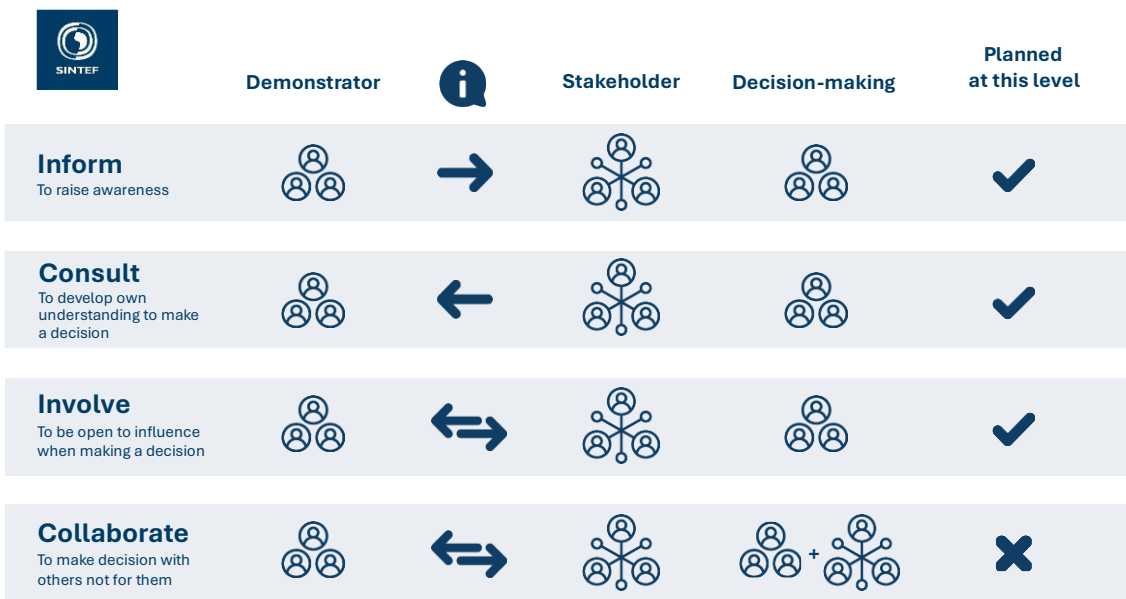 SINTEF
Demonstrator
i
Stakeholder
Decision-making
Planned
at this level
Inform
To raise awareness
Consult
To develop own
understanding to make
a decision
Involve
To be open to influence
when making a decision
Collaborate
To make decision with
others not for them
+